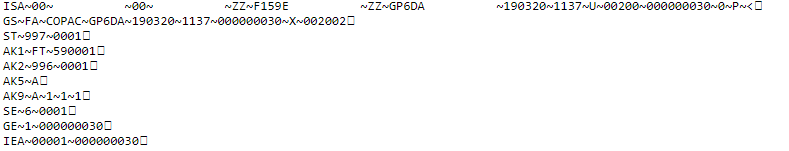 ISA~00~          ~00~          ~ZZ~F159E          ~ZZ~GP6DA          ~190320~1137~U~00200~000000030~0~P~<
GS~FA~COPAC~GP6DA~190320~1137~000000030~X~002002
ST~997~0001
AK1~FT~590001
AK2~996~0001
AK5~A
AK9~A~1~1~1
SE~6~0001
GE~1~000000030
IEA~00001~000000030